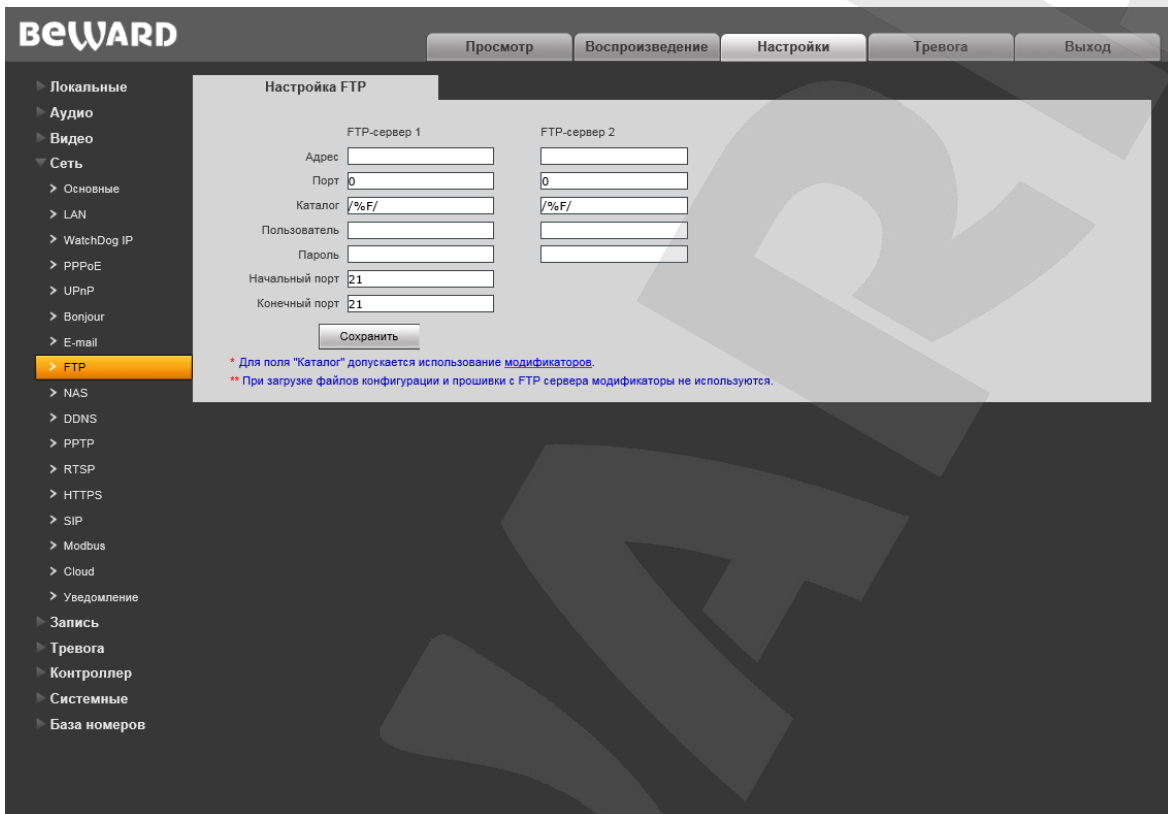 BEWARD
Просмотр Воспроизведение Настройки Тревога Выход
Локальные
Аудио
Видео
Сеть
Основные
LAN
WatchDog IP
PPPoE
UPnP
Bonjour
E-mail
FTP
NAS
DDNS
PPTP
RTSP
HTTPS
SIP
Modbus
Cloud
Уведомление
Запись
Тревога
Контроллер
Системные
База номеров
Настройка FTP
FTP-сервер 1 FTP-сервер 2
Адрес
Порт 0 0
Каталог /%F/ /%F/
Пользователь
Пароль
Начальный порт 21
Конечный порт 21
Сохранить
* Для поля "Каталог" допускается использование модификаторов.
** При загрузке файлов конфигурации и прошивки с FTP сервера модификаторы не используются.